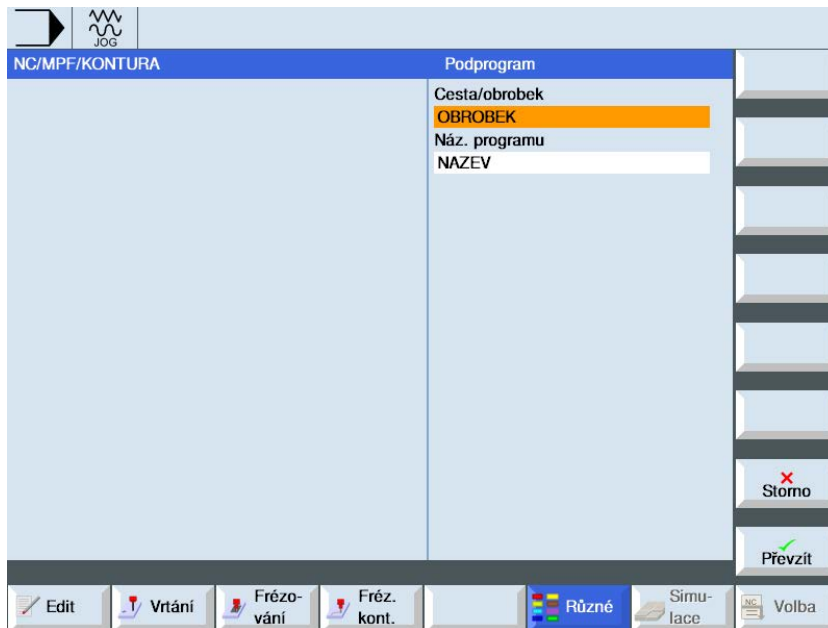 JOG
NC/MPF/KONTURA
Podprogram
Cesta/obrobek
OBROBEK
Náz. programu
NAZEV
Storno
Převzít
Edit
Vrtání
Frézo-
vání
Fréz.
kont.
Různé
Simu-
lace
NC
Volba